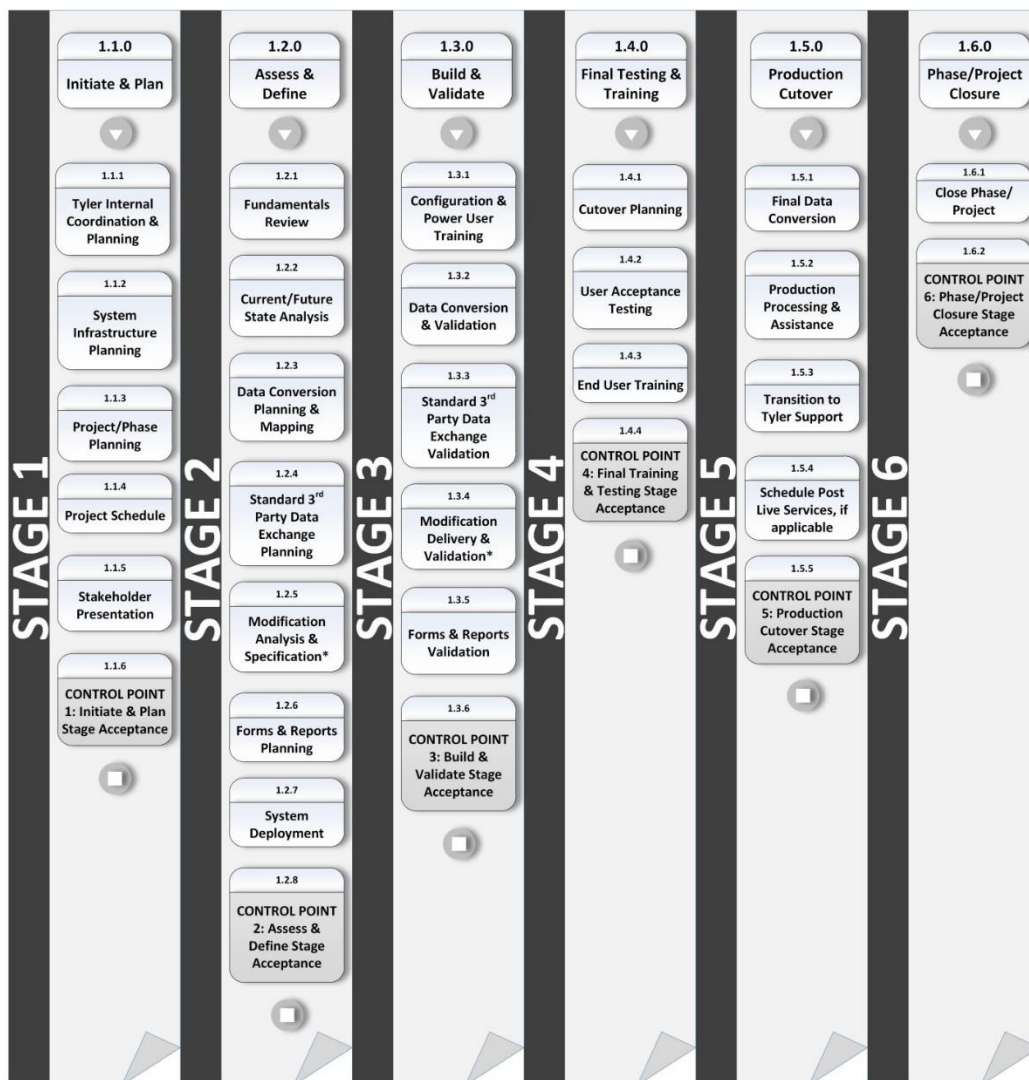 STAGE 1
1.1.0
Initiate & Plan
1.1.1
Tyler Internal
Coordination &
Planning
1.1.2
System
Infrastructure
Planning
1.1.3
Project/Phase
Planning
1.1.4
Project Schedule
1.1.5
Stakeholder
Presentation
1.1.6
CONTROL POINT
1: Initiate & Plan
Stage Acceptance
STAGE 2
1.2.0
Assess &
Define
1.2.1
Fundamentals
Review
1.2.2
Current/Future
State Analysis
1.2.3
Data Conversion
Planning &
Mapping
1.2.4
Standard 3rd
Party Data
Exchange
Planning
1.2.5
Modification
Analysis &
Specification*
1.2.6
Forms & Reports
Planning
1.2.7
System
Deployment
1.2.8
CONTROL POINT
2: Assess &
Define Stage
Acceptance
STAGE 3
1.3.0
Build &
Validate
1.3.1
Configuration &
Power User
Training
1.3.2
Data Conversion
& Validation
1.3.3
Standard 3rd
Party Data
Exchange
Validation
1.3.4
Modification
Delivery &
Validation*
1.3.5
Forms & Reports
Validation
1.3.6
CONTROL POINT
3: Build &
Validate Stage
Acceptance
STAGE 4
1.4.0
Final Testing &
Training
1.4.1
Cutover Planning
1.4.2
User Acceptance
Testing
1.4.3
End User Training
1.4.4
CONTROL POINT
4: Final Training
& Testing Stage
Acceptance
STAGE 5
1.5.0
Production
Cutover
1.5.1
Final Data
Conversion
1.5.2
Production
Processing &
Assistance
1.5.3
Transition to
Tyler Support
1.5.4
Schedule Post
Live Services, if
applicable
1.5.5
CONTROL POINT
5: Production
Cutover Stage
Acceptance
STAGE 6
1.6.0
Phase/Project
Closure
1.6.1
Close Phase/
Project
1.6.2
CONTROL POINT
6: Phase/Project
Closure Stage
Acceptance